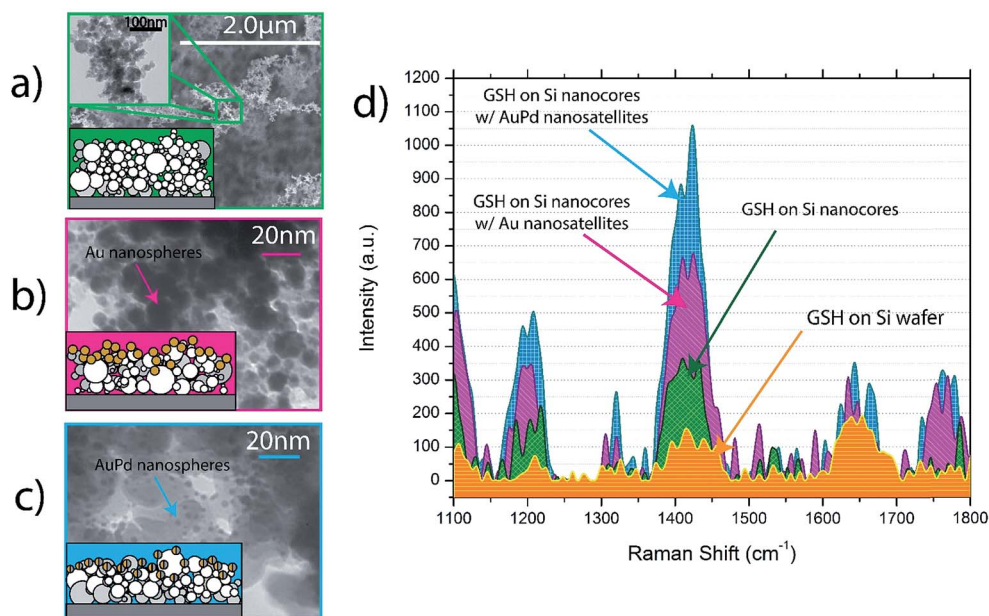 a)
100nm
2.0μm
b)
Au nanospheres
20nm
c)
AuPd nanospheres
20nm
d)
1200
1100
1000
900
800
700
600
500
400
300
200
100
0
Intensity (a.u.)
GSH on Si nanocores
w/ AuPd nanosatellites
GSH on Si nanocores
w/ Au nanosatellites
GSH on Si nanocores
GSH on Si wafer
1100 1200 1300 1400 1500 1600 1700 1800
Raman Shift (cm⁻¹)